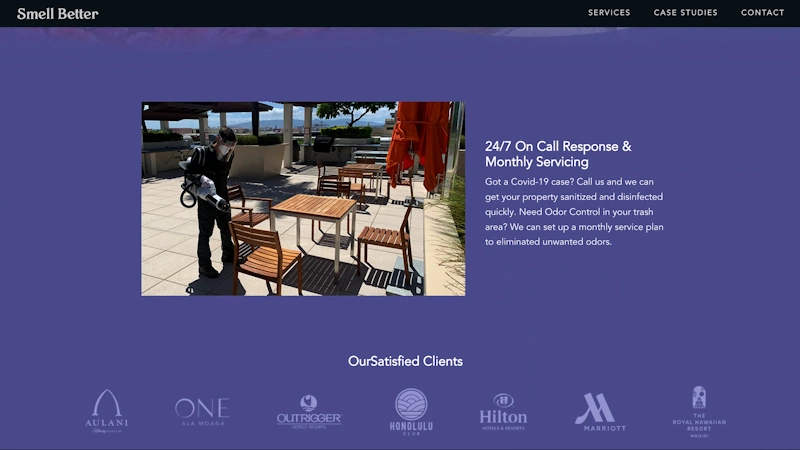 Smell Better
SERVICES
CASE STUDIES
CONTACT
24/7 On Call Response &
Monthly Servicing
Got a Covid-19 case? Call us and we can
get your property sanitized and disinfected
quickly. Need Odor Control in your trash
area? We can set up a monthly service plan
to eliminated unwanted odors.
OurSatisfied Clients
AULANI
ONE
ALA MOANA
OUTRIGGER
HONOLULU
CLUB
Hilton
HOTELS & RESORTS
MARRIOTT
THE
ROYAL HAWAIIAN
RESORT
WAIKIKI